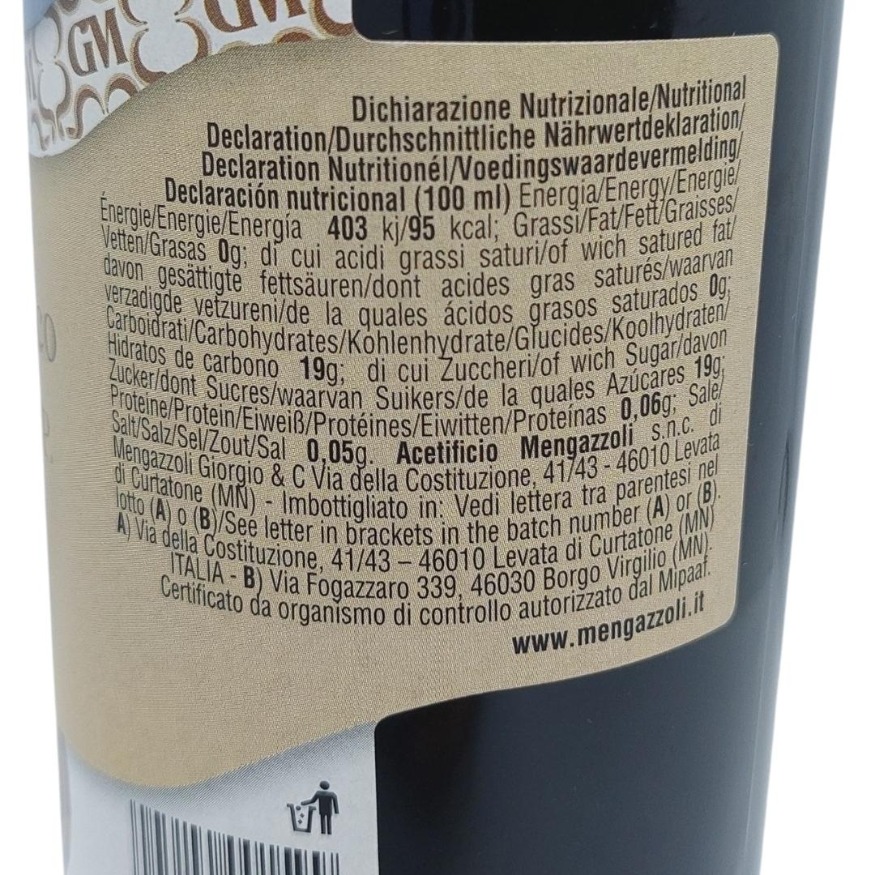 GM GM
Dichiarazione Nutrizionale/Nutritional
Declaration/Durchschnittliche Nährwertdeklaration/
Declaration Nutritionél/Voedingswaardevermelding/
Declaración nutricional (100 ml) Energia/Energy/Energie/
Énergie/Energie/Energía 403 kj/95 kcal; Grassi/Fat/Fett/Graisses/
Vetten/Grasas 0g; di cui acidi grassi saturi/of wich satured fat/
davon gesättigte fettsäuren/dont acides gras saturés/waarvan
verzadigde vetzureni/de la quales ácidos grasos saturados 0g;
Carboidrati/Carbohydrates/Kohlenhydrate/Glucides/Koolhydraten/
Hidratos de carbono 19g; di cui Zuccheri/of wich Sugar/davon
Zucker/dont Sucres/waarvan Suikers/de la quales Azúcares 19g;
Proteine/Protein/Eiweiß/Protéines/Eiwitten/Proteínas 0,06g; Sale/
Salt/Salz/Sel/Zout/Sal 0,05g. Acetificio Mengazzoli s.n.c. di
Mengazzoli Giorgio & C Via della Costituzione, 41/43 - 46010 Levata
di Curtatone (MN) - Imbottigliato in: Vedi lettera tra parentesi nel
lotto (A) o (B)/See letter in brackets in the batch number (A) or (B).
A) Via della Costituzione, 41/43 – 46010 Levata di Curtatone (MN)
ITALIA - B) Via Fogazzaro 339, 46030 Borgo Virgilio (MN).
Certificato da organismo di controllo autorizzato dal Mipaaf.
www.mengazzoli.it